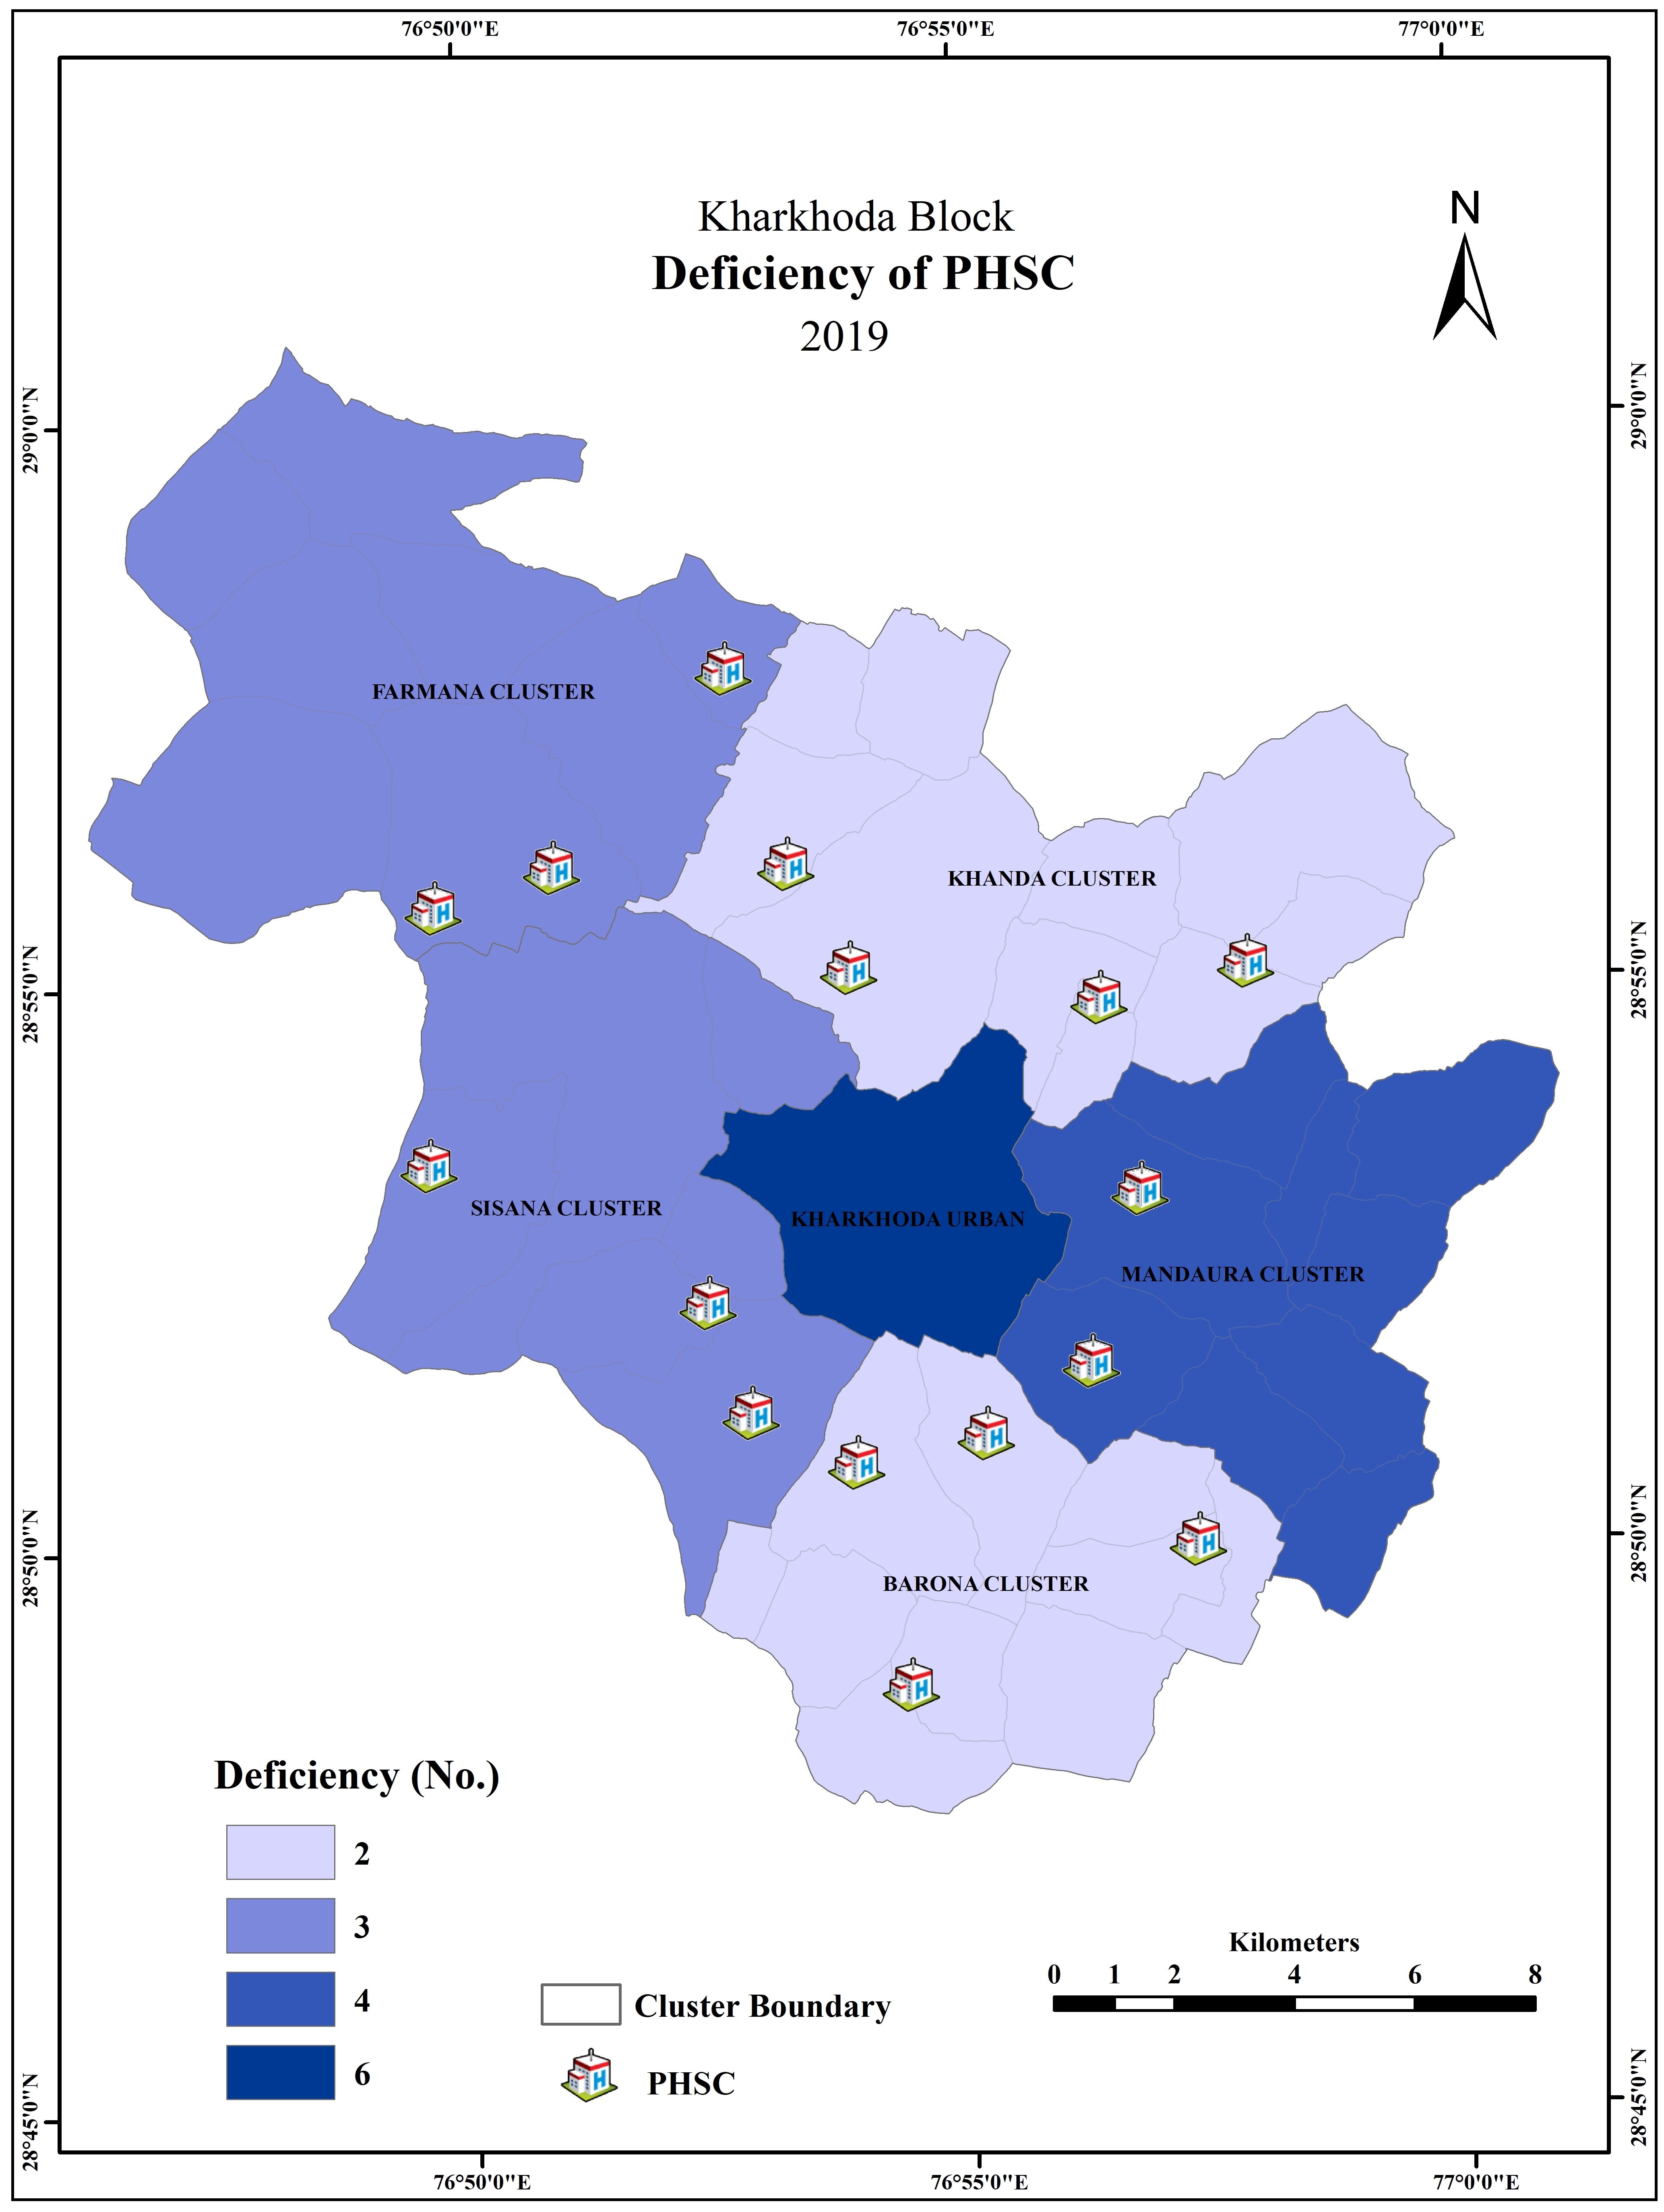 76°50'0"E 76°55'0"E 77°0'0"E
Kharkhoda Block
Deficiency of PHSC
2019
N
29°0'0"N
29°0'0"N
FARMANA CLUSTER
KHANDA CLUSTER
28°55'0"N
28°55'0"N
SISANA CLUSTER
KHARKHODA URBAN
MANDAURA CLUSTER
28°50'0"N
28°50'0"N
BARONA CLUSTER
Deficiency (No.)
2
3
4
6
Cluster Boundary
PHSC
Kilometers
0 1 2 4 6 8
28°45'0"N
28°45'0"N
76°50'0"E 76°55'0"E 77°0'0"E